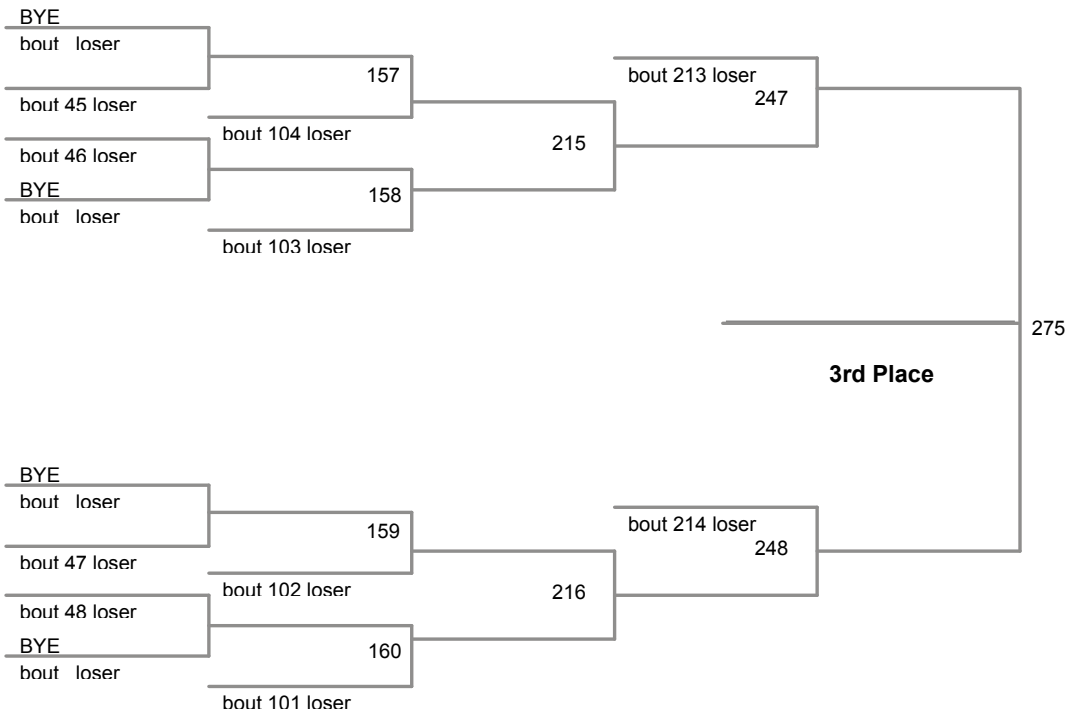 BYE
bout loser
157
bout 213 loser
247
bout 45 loser
bout 104 loser
215
bout 46 loser
BYE
158
bout loser
bout 103 loser
275
3rd Place
BYE
bout loser
159
bout 214 loser
248
bout 47 loser
bout 102 loser
216
bout 48 loser
BYE
160
bout loser
bout 101 loser